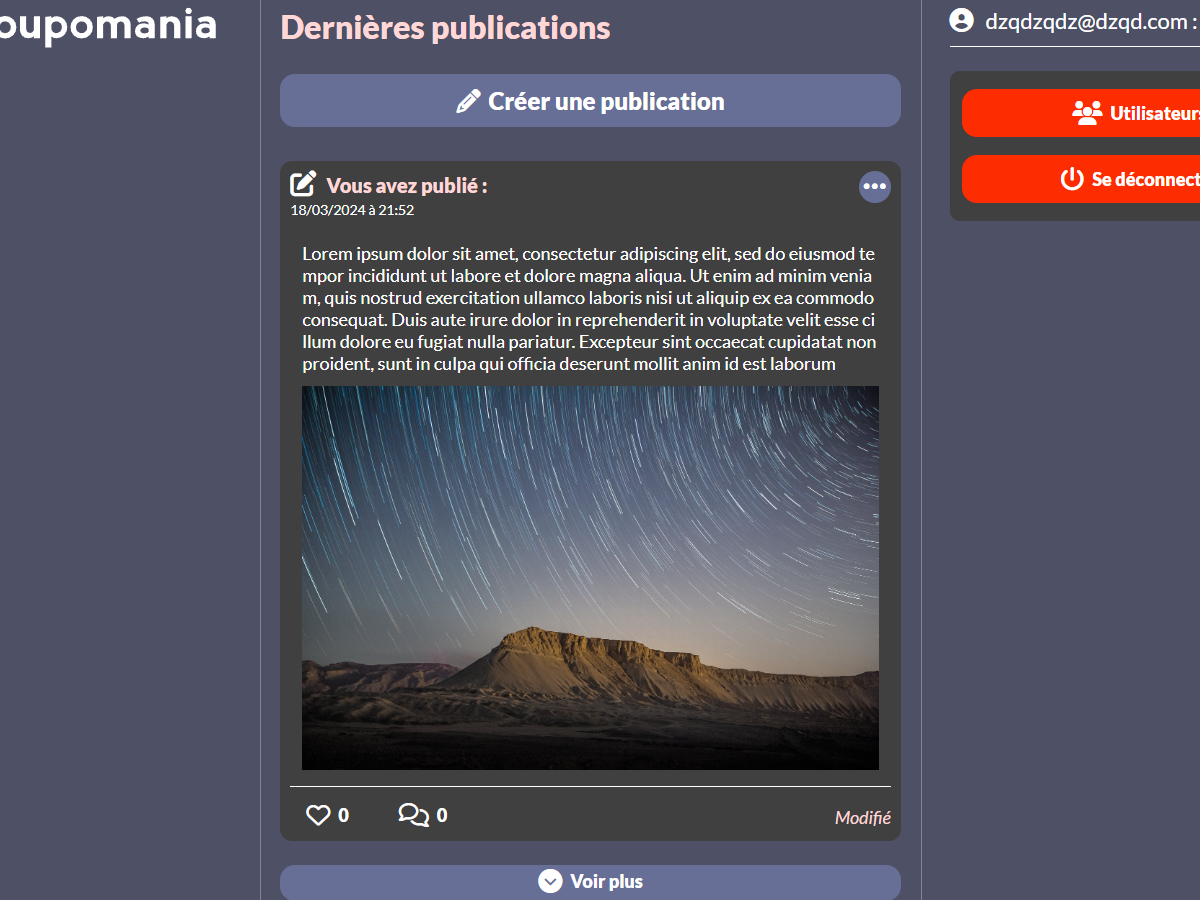 oupomania
Dernières publications
Créer une publication
Vous avez publié :
18/03/2024 à 21:52
Lorem ipsum dolor sit amet, consectetur adipiscing elit, sed do eiusmod te
mpor incididunt ut labore et dolore magna aliqua. Ut enim ad minim venia
m, quis nostrud exercitation ullamco laboris nisi ut aliquip ex ea commodo
consequat. Duis aute irure dolor in reprehenderit in voluptate velit esse ci
llum dolore eu fugiat nulla pariatur. Excepteur sint occaecat cupidatat non
proident, sunt in culpa qui officia deserunt mollit anim id est laborum
0 0 Modifié
Voir plus
dzqdzqdz@dzqd.com :
Utilisateurs
Se déconnect